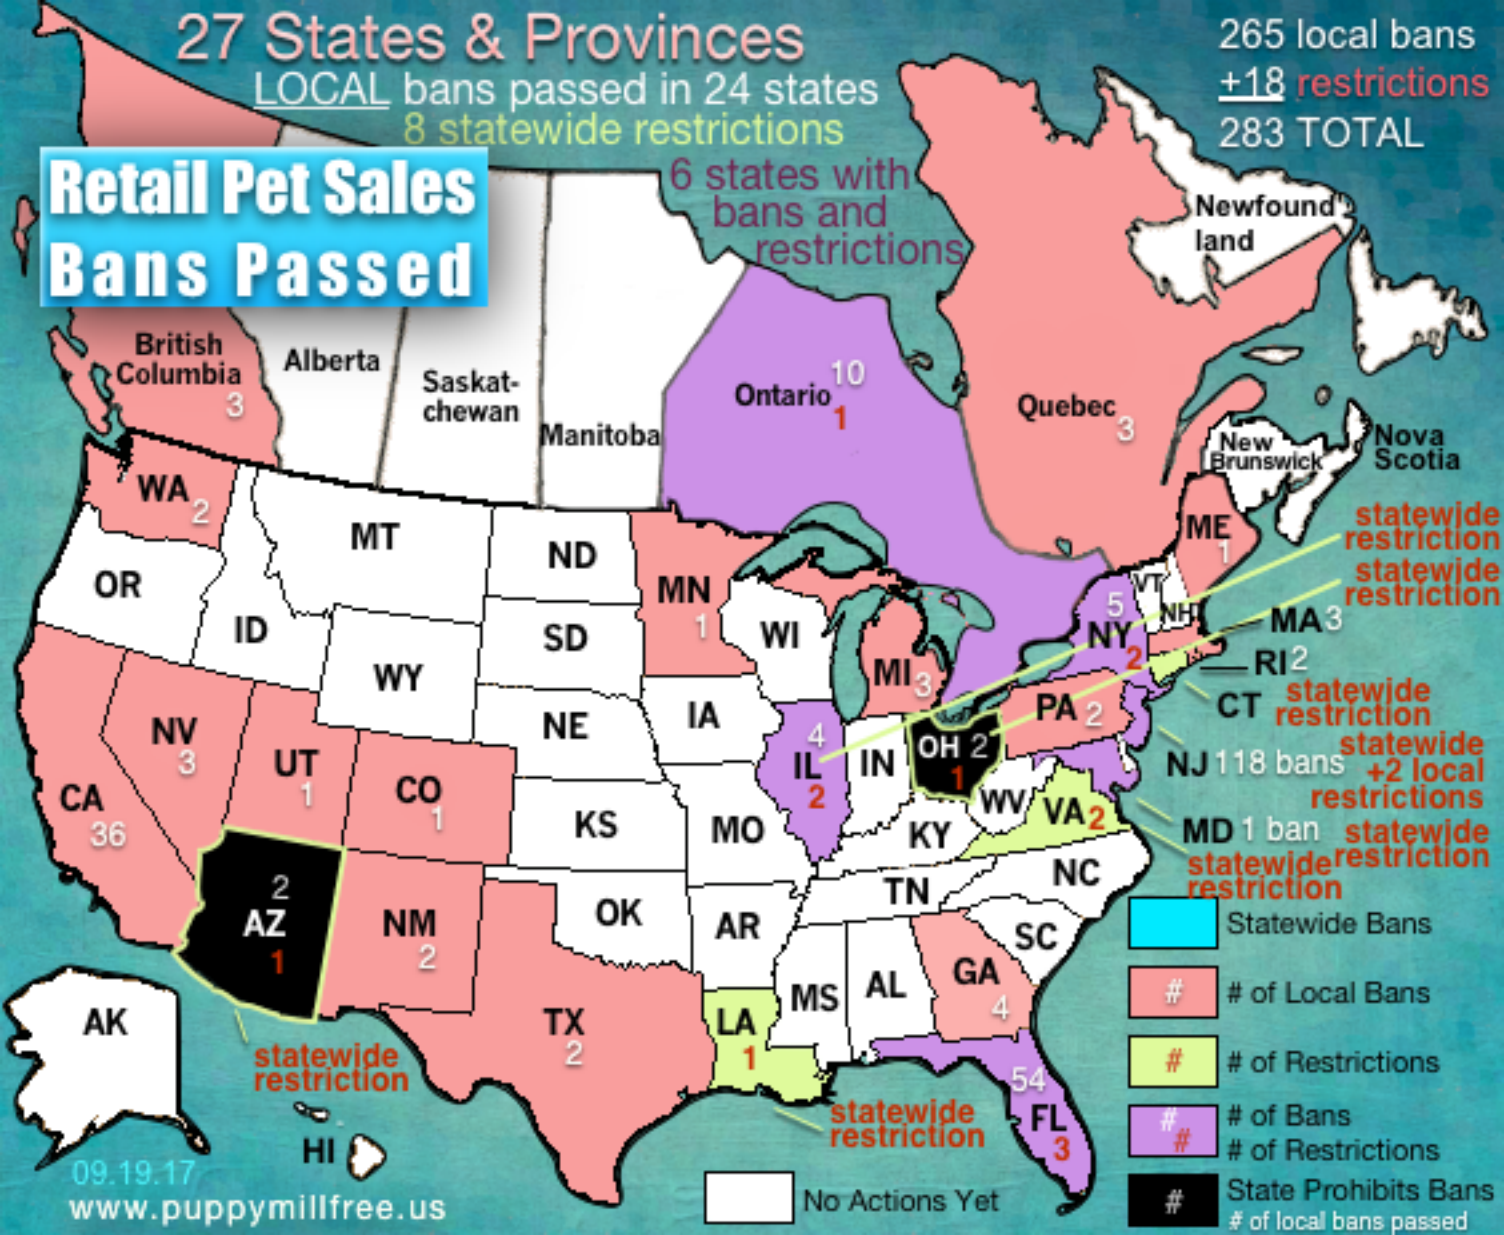 27 States & Provinces
LOCAL bans passed in 24 states
8 statewide restrictions
265 local bans
+18 restrictions
283 TOTAL
6 states with
bans and
restrictions
Retail Pet Sales
Bans Passed
Newfound
land
British
Columbia
3
Alberta
Saskat-
chewan
Manitoba
Ontario
10
1
Quebec
3
New
Brunswick
Nova
Scotia
WA
2
MT
ND
MN
1
OR
ID
SD
WI
WY
MI
3
5
NY
2
VT
NH
ME
1
statewide
restriction
statewide
restriction
MA 3
RI 2
CT
statewide
restriction
NJ 118 bans
statewide
+2 local
restrictions
MD 1 ban
statewide
restriction
statewide
restriction
NV
3
UT
1
CO
1
NE
IA
4
IL
2
IN
OH 2
1
PA 2
WV
VA 2
CA
36
KS
MO
KY
NC
TN
SC
2
AZ
1
NM
2
OK
AR
MS
AL
GA
4
TX
2
LA
1
54
FL
3
AK
HI
statewide
restriction
statewide
restriction
Statewide Bans
# # of Local Bans
# # of Restrictions
# # of Bans
# # of Restrictions
# State Prohibits Bans
# of local bans passed
No Actions Yet
09.19.17
www.puppymillfree.us